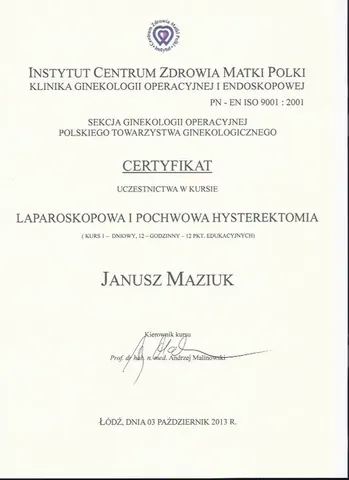 INSTYTUT CENTRUM ZDROWIA MATKI POLKI
KLINIKA GINEKOLOGII OPERACYJNEJ I ENDOSKOPOWEJ
PN - EN ISO 9001 : 2001
SEKCJA GINEKOLOGII OPERACYJNEJ
POLSKIEGO TOWARZYSTWA GINEKOLOGICZNEGO
CERTYFIKAT
UCZESTNICTWA W KURSIE
LAPAROSKOPOWA I POCHWOWA HYSTEREKTOMIA
( KURS 1 – DNIOWY, 12 –GODZINNY – 12 PKT. EDUKACYJNYCH)
JANUSZ MAZIUK
Kierownik kursu
Prof. dr hab. n. med. Andrzej Malinowski
ŁÓDŹ, DNIA 03 PAŹDZIERNIK 2013 R.